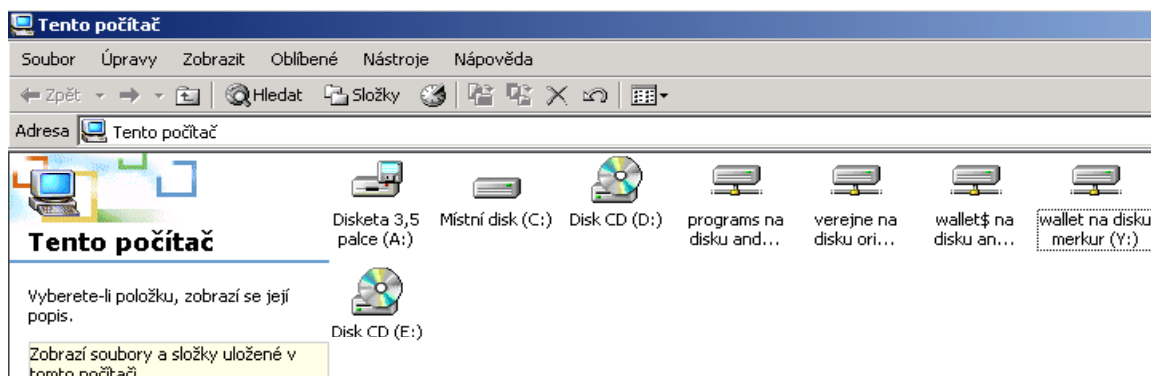 Tento počítač
Soubor Úpravy Zobrazit Oblíbené Nástroje Nápověda
Zpět Hledat Složky
Adresa Tento počítač
Disketa 3,5
palce (A:)
Místní disk (C:)
Disk CD (D:)
programs na
disku and...
verejne na
disku ori...
wallet$ na
disku an...
wallet na disku
merkur (Y:)
Disk CD (E:)
Tento počítač
Vyberete-li položku, zobrazí se její
popis.
Zobrazí soubory a složky uložené v
tomto počítači